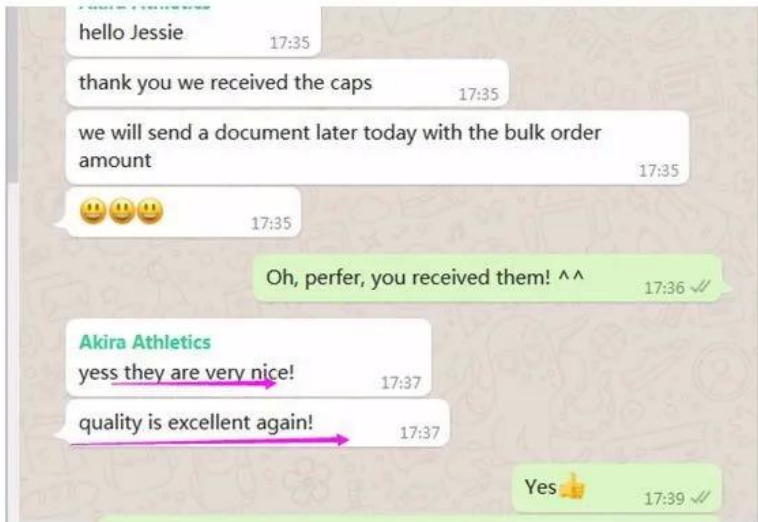 hello Jessie
17:35
thank you we received the caps
17:35
we will send a document later today with the bulk order
amount
17:35
😃😃😃
17:35
Oh, perfer, you received them! ^^
17:36
Akira Athletics
yess they are very nice!
17:37
quality is excellent again!
17:37
Yes👍
17:39